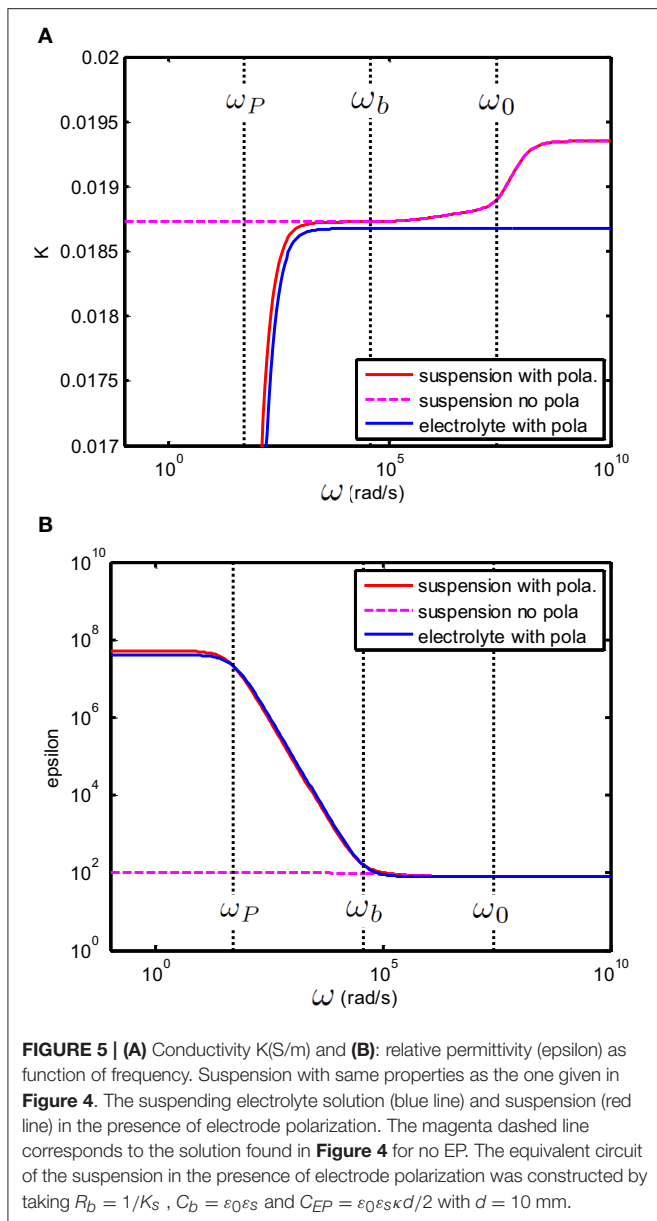 A
0.02
0.0195
0.019
0.0185
0.018
0.0175
0.017
K
ω_P
ω_b
ω_0
suspension with pola.
suspension no pola
electrolyte with pola
10^0
10^5
10^10
ω (rad/s)
B
10^10
10^8
10^6
10^4
10^2
10^0
epsilon
suspension with pola.
suspension no pola
electrolyte with pola
ω_P
ω_b
ω_0
10^0
10^5
10^10
ω (rad/s)
FIGURE 5 | (A) Conductivity K(S/m) and (B): relative permittivity (epsilon) as
function of frequency. Suspension with same properties as the one given in
Figure 4. The suspending electrolyte solution (blue line) and suspension (red
line) in the presence of electrode polarization. The magenta dashed line
corresponds to the solution found in Figure 4 for no EP. The equivalent circuit
of the suspension in the presence of electrode polarization was constructed by
taking R_b = 1/K_s , C_b = ε_0ε_s and C_EP = ε_0ε_sκd/2 with d = 10 mm.